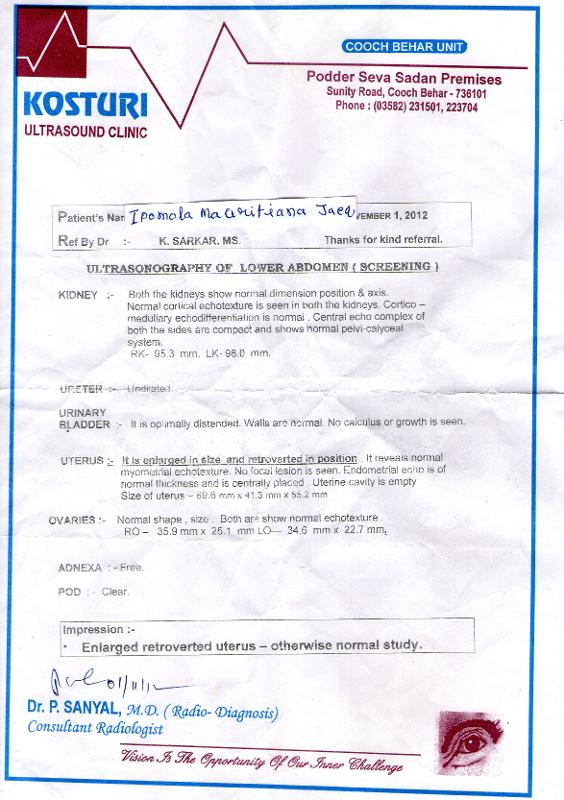 COOCH BEHAR UNIT
Podder Seva Sadan Premises
Sunity Road, Cooch Behar - 736101
Phone : (03582) 231501, 223704
KOSTURI
ULTRASOUND CLINIC
Patient's Nam Ipomola Mauritiana Jaeq VEMBER 1, 2012
Ref By Dr :- K. SARKAR. MS. Thanks for kind referral.
ULTRASONOGRAPHY OF LOWER ABDOMEN ( SCREENING )
KIDNEY :- Both the kidneys show normal dimension position & axis.
Normal cortical echotexture is seen in both the kidneys. Cortico –
medullary echodifferentiation is normal . Central echo complex of
both the sides are compact and shows normal pelvi-calyceal
system.
RK- 95.3 mm. LK- 98.0 mm.
URETER :- Undilated.
URINARY
BLADDER :- It is optimally distended. Walls are normal. No calculus or growth is seen.
UTERUS :- It is enlarged in size and retroverted in position . It reveals normal
myometrial echotexture. No focal lesion is seen. Endometrial echo is of
normal thickness and is centrally placed . Uterine cavity is empty
Size of uterus – 69.6 mm x 41.3 mm x 55.2 mm
OVARIES :- Normal shape , size . Both are show normal echotexture .
RO – 35.9 mm x 25.1 mm LO – 34.6 mm x 22.7 mm.
ADNEXA : - Free.
POD : - Clear.
Impression :-
* Enlarged retroverted uterus – otherwise normal study.
01/11/12
Dr. P. SANYAL, M.D. ( Radio- Diagnosis)
Consultant Radiologist
Vision Is The Opportunity Of Our Inner Challenge